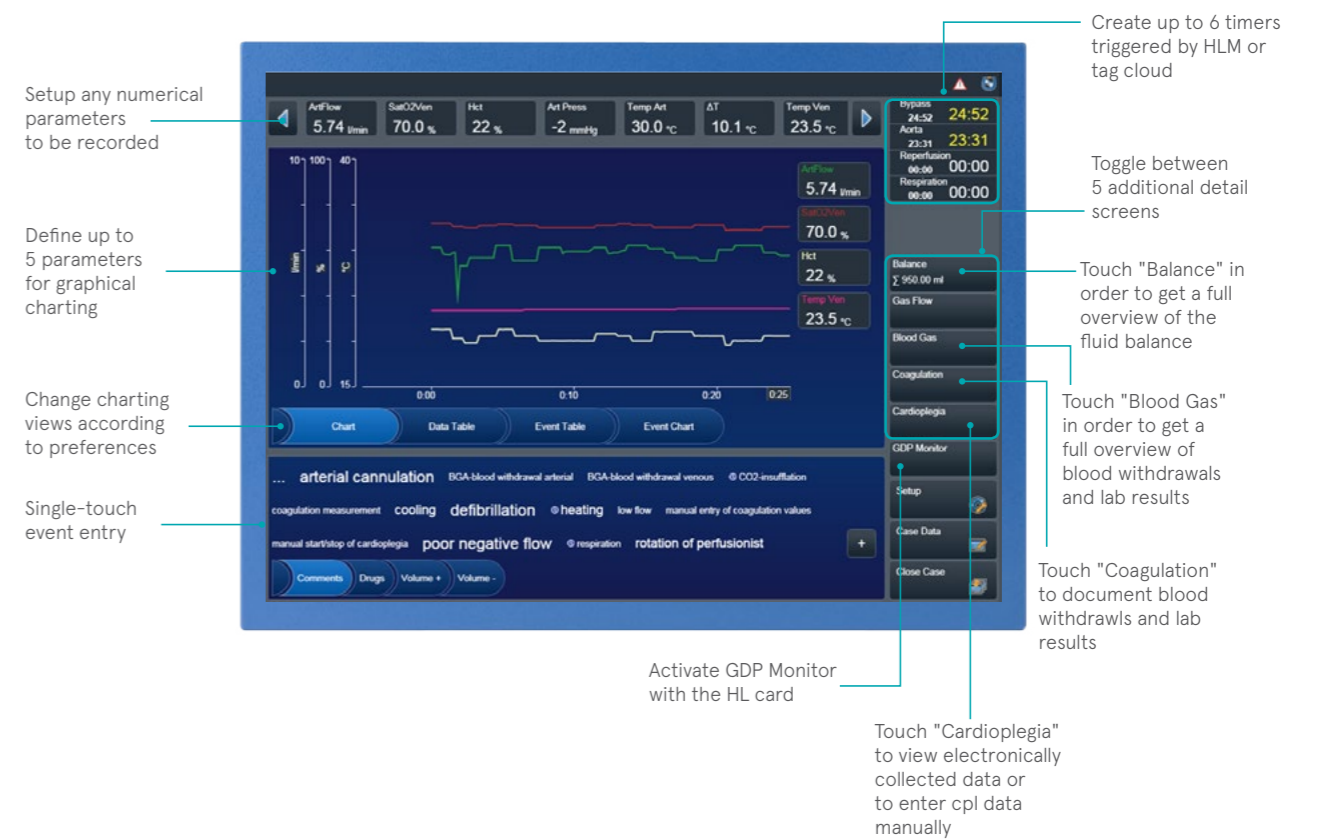 Create up to 6 timers
triggered by HLM or
tag cloud
Setup any numerical
parameters
to be recorded
Define up to
5 parameters
for graphical
charting
Change charting
views according
to preferences
Single-touch
event entry
ArtFlow
5.74 l/min
SatO2Ven
70.0 %
Hct
22 %
Art Press
-2 mmHg
Temp Art
30.0 °C
ΔT
10.1 °C
Temp Ven
23.5 °C
Bypass
24:52 24:52
Aorta
23:31 23:31
Reperfusion
00:00 00:00
Respiration
00:00 00:00
10 100 40
l/min % °C
0 0 15
0:00 0:10 0:20 0:25
ArtFlow
5.74 l/min
SatO2Ven
70.0 %
Hct
22 %
Temp Ven
23.5 °C
Chart Data Table Event Table Event Chart
... arterial cannulation BGA-blood withdrawal arterial BGA-blood withdrawal venous CO2-insufflation
coagulation measurement cooling defibrillation heating low flow manual entry of coagulation values
manual start/stop of cardioplegia poor negative flow respiration rotation of perfusionist +
Comments Drugs Volume + Volume -
Balance
∑ 950.00 ml
Gas Flow
Blood Gas
Coagulation
Cardioplegia
GDP Monitor
Setup
Case Data
Close Case
Toggle between
5 additional detail
screens
Touch "Balance" in
order to get a full
overview of the
fluid balance
Touch "Blood Gas"
in order to get a
full overview of
blood withdrawals
and lab results
Touch "Coagulation"
to document blood
withdrawls and lab
results
Activate GDP Monitor
with the HL card
Touch "Cardioplegia"
to view electronically
collected data or
to enter cpl data
manually